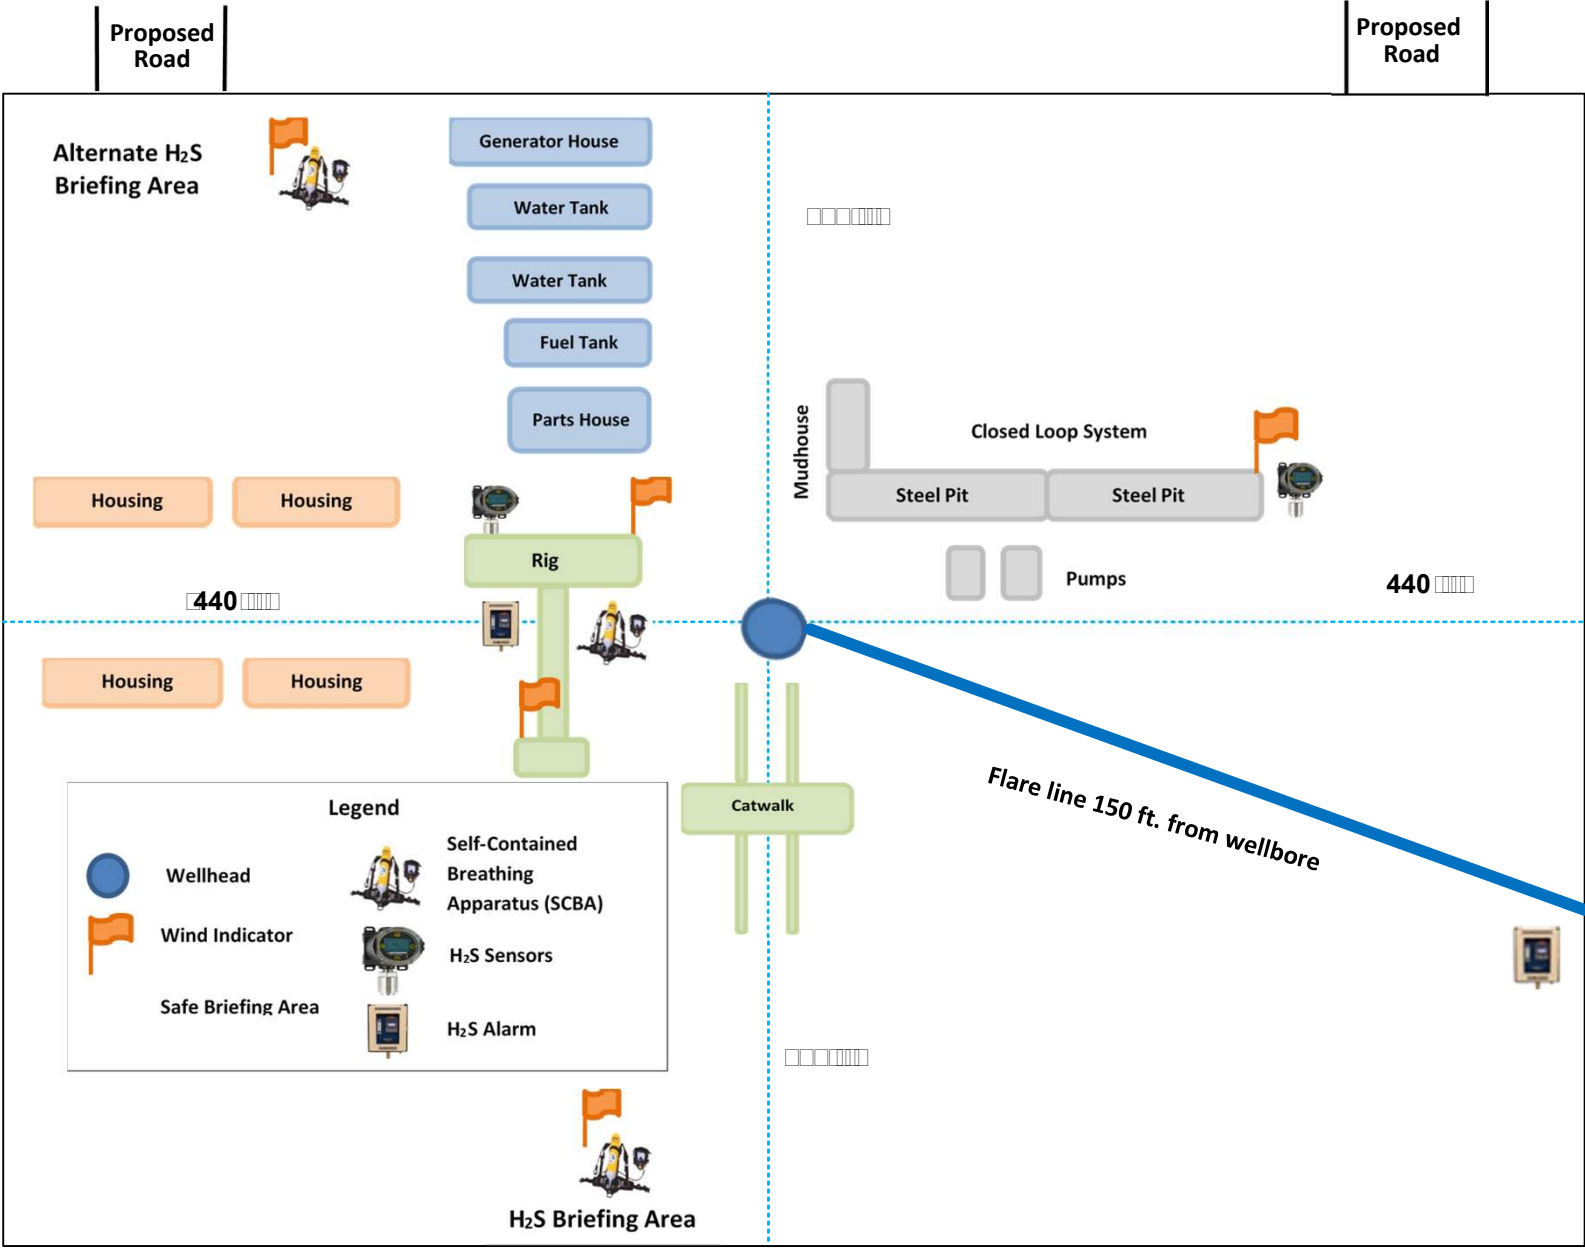 Proposed
Road
Proposed
Road
Alternate H₂S
Briefing Area
Generator House
Water Tank
Water Tank
Fuel Tank
Parts House
Mudhouse
Closed Loop System
Steel Pit
Steel Pit
Housing
Housing
Rig
Pumps
440
440
Housing
Housing
Catwalk
Flare line 150 ft. from wellbore
Legend
Wellhead
Wind Indicator
Safe Briefing Area
Self-Contained
Breathing
Apparatus (SCBA)
H₂S Sensors
H₂S Alarm
H₂S Briefing Area